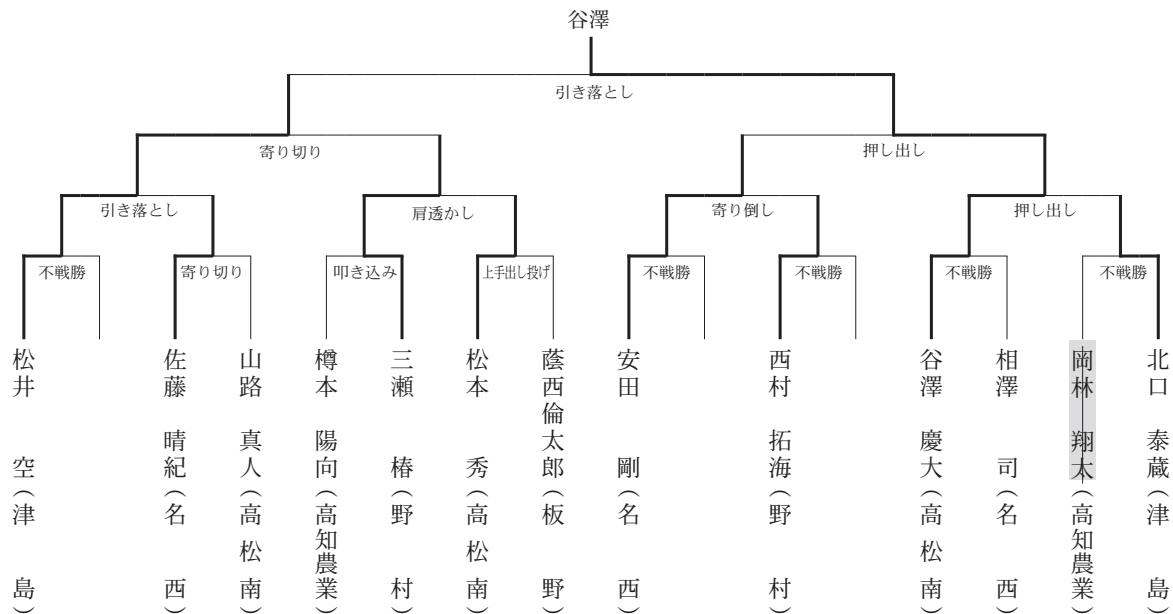 谷澤
引き落とし
寄り切り
押し出し
引き落とし
肩透かし
寄り倒し
押し出し
不戦勝
寄り切り
叩き込み
上手出し投げ
不戦勝
不戦勝
不戦勝
不戦勝
松井 空(津島)
佐藤 晴紀(名西)
山路 真人(高松南)
樽本 陽向(高知農業)
三瀬 椿(野村)
松本 秀(高松南)
蔭西倫太郎(板野)
安田 剛(名西)
西村 拓海(野村)
谷澤 慶大(高松南)
相澤 司(名西)
岡林 翔太(高知農業)
北口 泰蔵(津島)